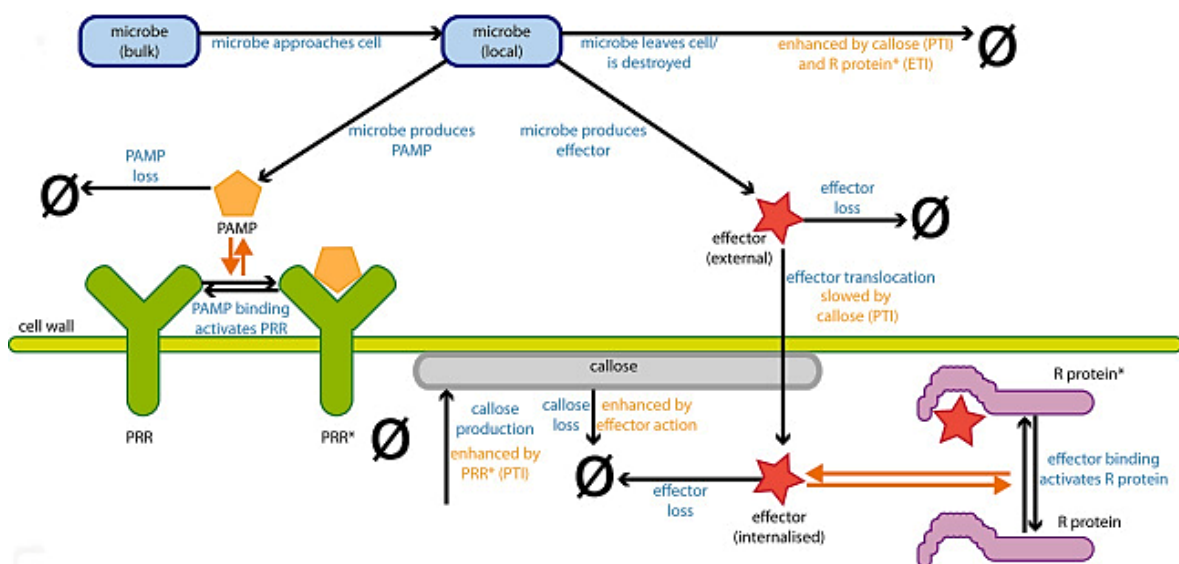 microbe
(bulk)
microbe approaches cell
microbe
(local)
microbe leaves cell/
is destroyed
enhanced by callose (PTI)
and R protein* (ETI)
Ø
microbe produces
PAMP
microbe produces
effector
PAMP
loss
Ø
PAMP
effector
loss
Ø
effector
(external)
PAMP binding
activates PRR
effector translocation
slowed by
callose (PTI)
cell wall
callose
R protein*
PRR
PRR*
Ø
callose
production
enhanced by
PRR* (PTI)
callose
loss
enhanced by
effector action
Ø
effector
loss
effector
(internalised)
effector binding
activates R protein
R protein